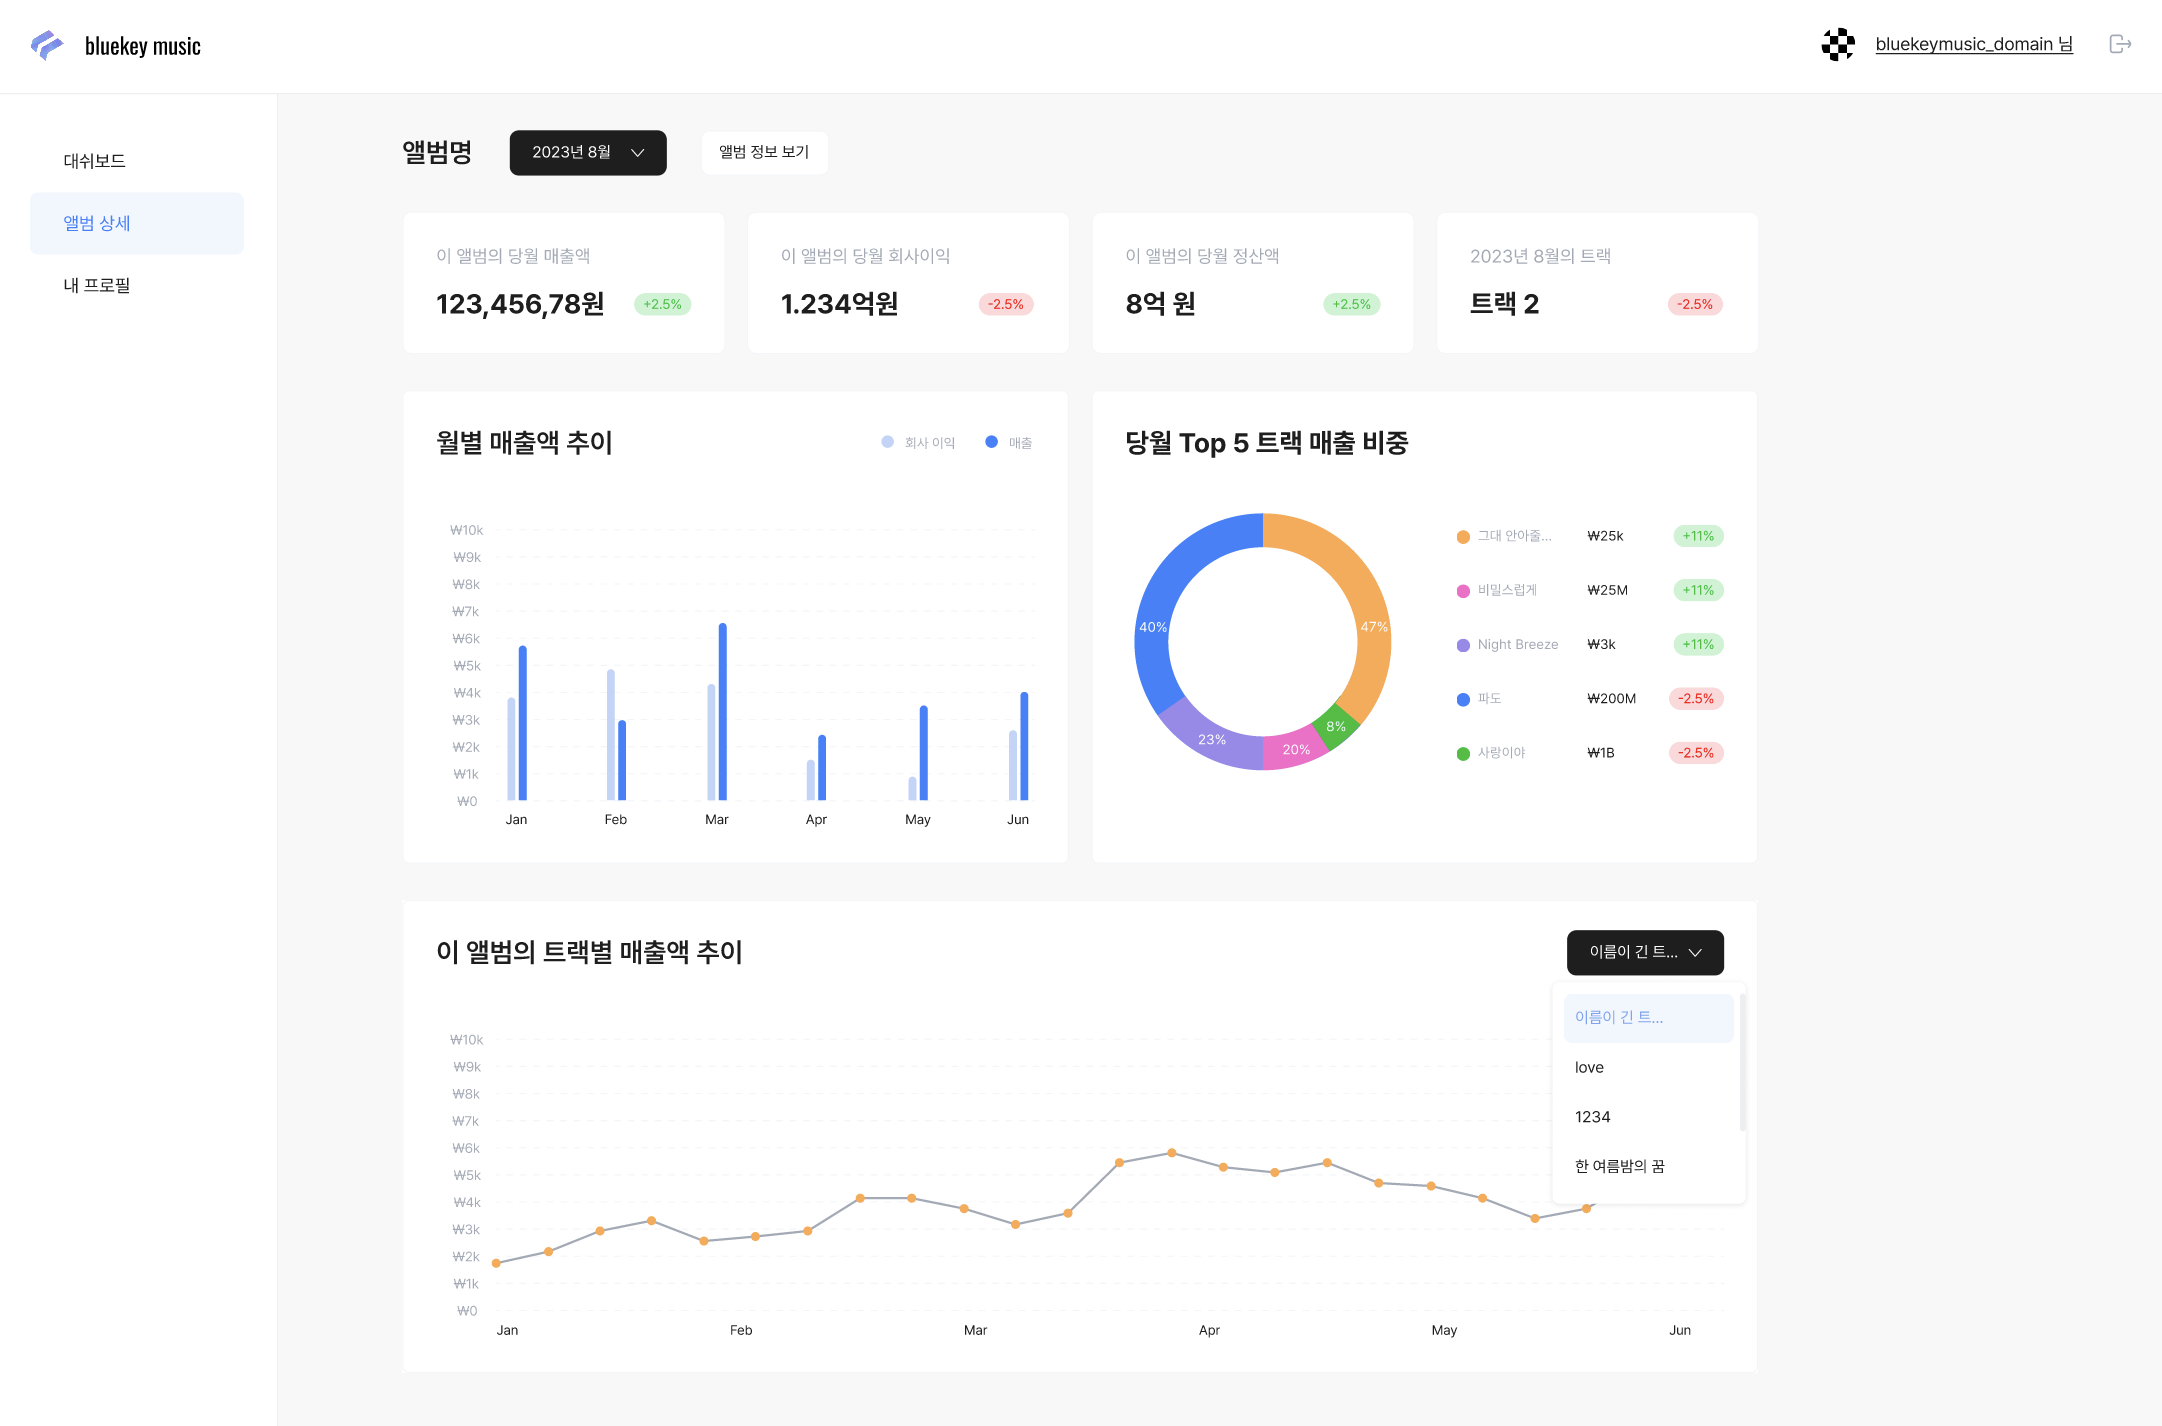 bluekey music
bluekeymusic_domain 님
대쉬보드
앨범 상세
내 프로필
앨범명
2023년 8월
앨범 정보 보기
이 앨범의 당월 매출액
123,456,78원
+2.5%
이 앨범의 당월 회사이익
1.234억원
-2.5%
이 앨범의 당월 정산액
8억 원
+2.5%
2023년 8월의 트랙
트랙 2
-2.5%
월별 매출액 추이
회사 이익
매출
₩10k
₩9k
₩8k
₩7k
₩6k
₩5k
₩4k
₩3k
₩2k
₩1k
₩0
Jan
Feb
Mar
Apr
May
Jun
당월 Top 5 트랙 매출 비중
40%
47%
23%
20%
8%
그대 안아줄... ₩25k +11%
비밀스럽게 ₩25M +11%
Night Breeze ₩3k +11%
파도 ₩200M -2.5%
사랑이야 ₩1B -2.5%
이 앨범의 트랙별 매출액 추이
이름이 긴 트...
이름이 긴 트...
love
1234
한 여름밤의 꿈
₩10k
₩9k
₩8k
₩7k
₩6k
₩5k
₩4k
₩3k
₩2k
₩1k
₩0
Jan
Feb
Mar
Apr
May
Jun